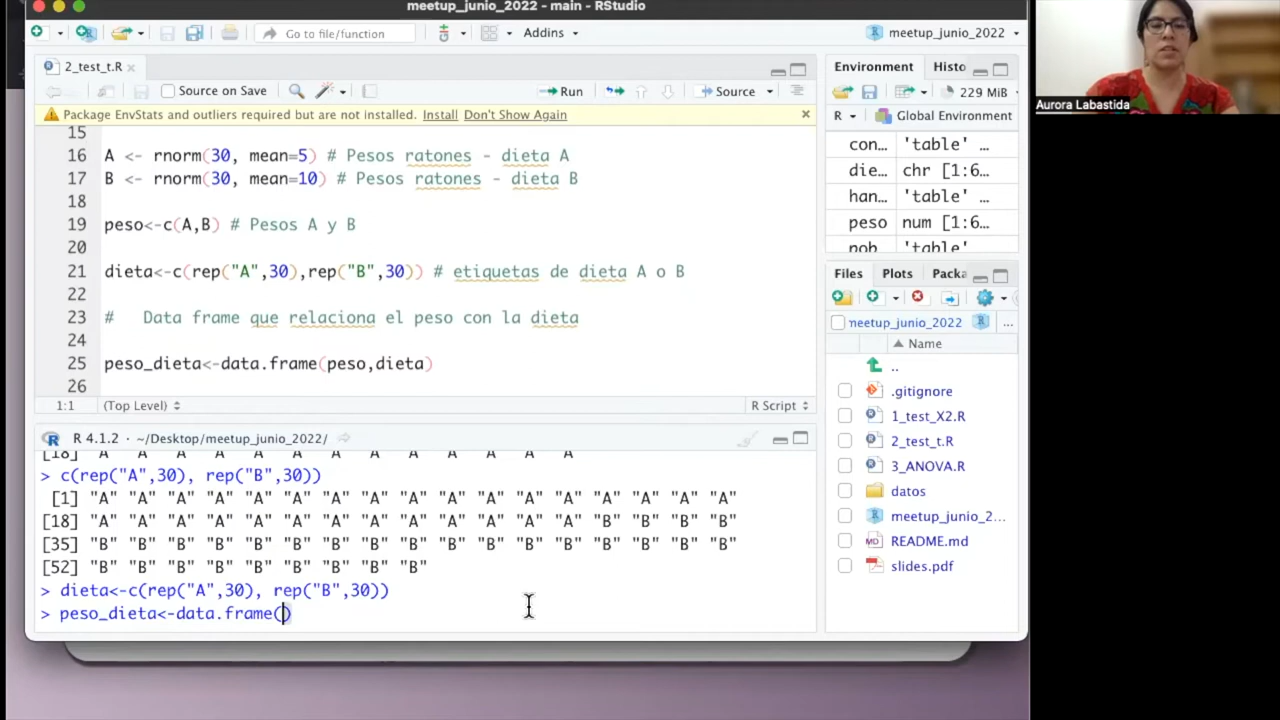 meetup_junio_2022 - main - RStudio
Go to file/function
Addins
meetup_junio_2022
2_test_t.R
Source on Save
Run
Source
Package EnvStats and outliers required but are not installed. Install Don't Show Again
15
16 A <- rnorm(30, mean=5) # Pesos ratones - dieta A
17 B <- rnorm(30, mean=10) # Pesos ratones - dieta B
18
19 peso<-c(A,B) # Pesos A y B
20
21 dieta<-c(rep("A",30),rep("B",30)) # etiquetas de dieta A o B
22
23 #   Data frame que relaciona el peso con la dieta
24
25 peso_dieta<-data.frame(peso,dieta)
26
1:1 (Top Level) R Script
R 4.1.2 · ~/Desktop/meetup_junio_2022/
[18] A A A A A A A A A A A A A
> c(rep("A",30), rep("B",30))
[1] "A" "A" "A" "A" "A" "A" "A" "A" "A" "A" "A" "A" "A" "A" "A" "A" "A"
[18] "A" "A" "A" "A" "A" "A" "A" "A" "A" "A" "A" "A" "A" "B" "B" "B" "B"
[35] "B" "B" "B" "B" "B" "B" "B" "B" "B" "B" "B" "B" "B" "B" "B" "B" "B"
[52] "B" "B" "B" "B" "B" "B" "B" "B" "B"
> dieta<-c(rep("A",30), rep("B",30))
> peso_dieta<-data.frame()
Environment Histo
229 MiB
R Global Environment
con... 'table' ...
die... chr [1:6...
han... 'table' ...
peso num [1:6...
nob 'table'
Files Plots Packa
meetup_junio_2022 ...
Name
..
.gitignore
1_test_X2.R
2_test_t.R
3_ANOVA.R
datos
meetup_junio_2...
README.md
slides.pdf
Aurora Labastida